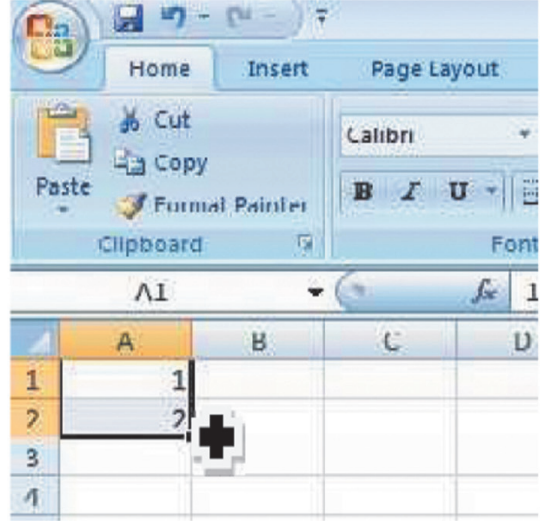 Home Insert Page Layout
Cut
Calibri
Copy
Paste
Format Painter
B I U
Clipboard
Font
A1 fx 1
A B C D
1 1
2 2
3
4